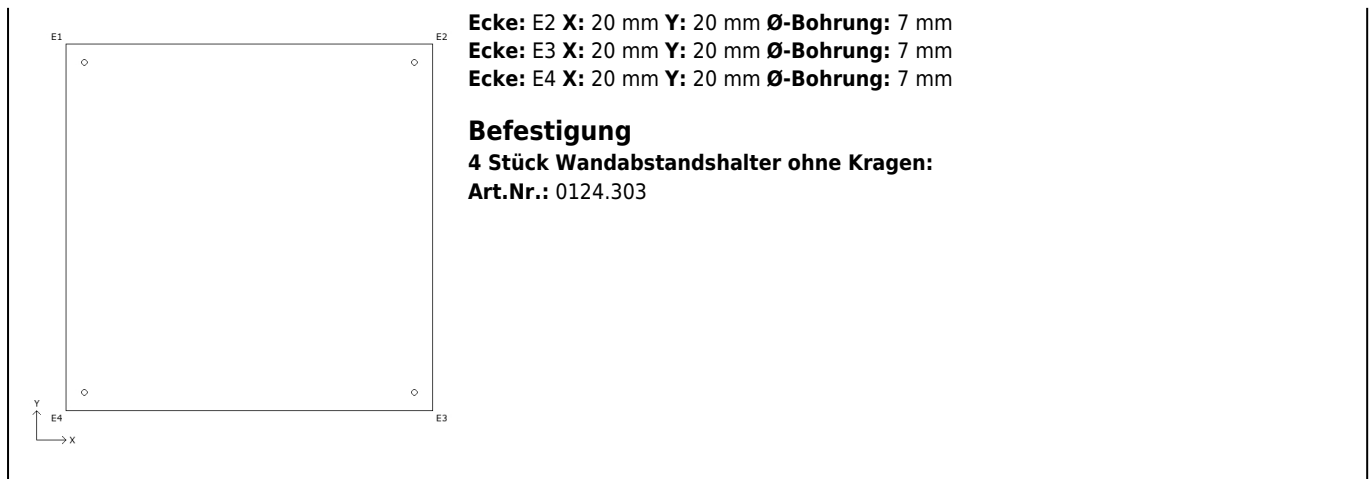 Ecke: E2 X: 20 mm Y: 20 mm Ø-Bohrung: 7 mm
Ecke: E3 X: 20 mm Y: 20 mm Ø-Bohrung: 7 mm
Ecke: E4 X: 20 mm Y: 20 mm Ø-Bohrung: 7 mm
Befestigung
4 Stück Wandabstandshalter ohne Kragen:
Art.Nr.: 0124.303
E1
E2
Y
E4
E3
X